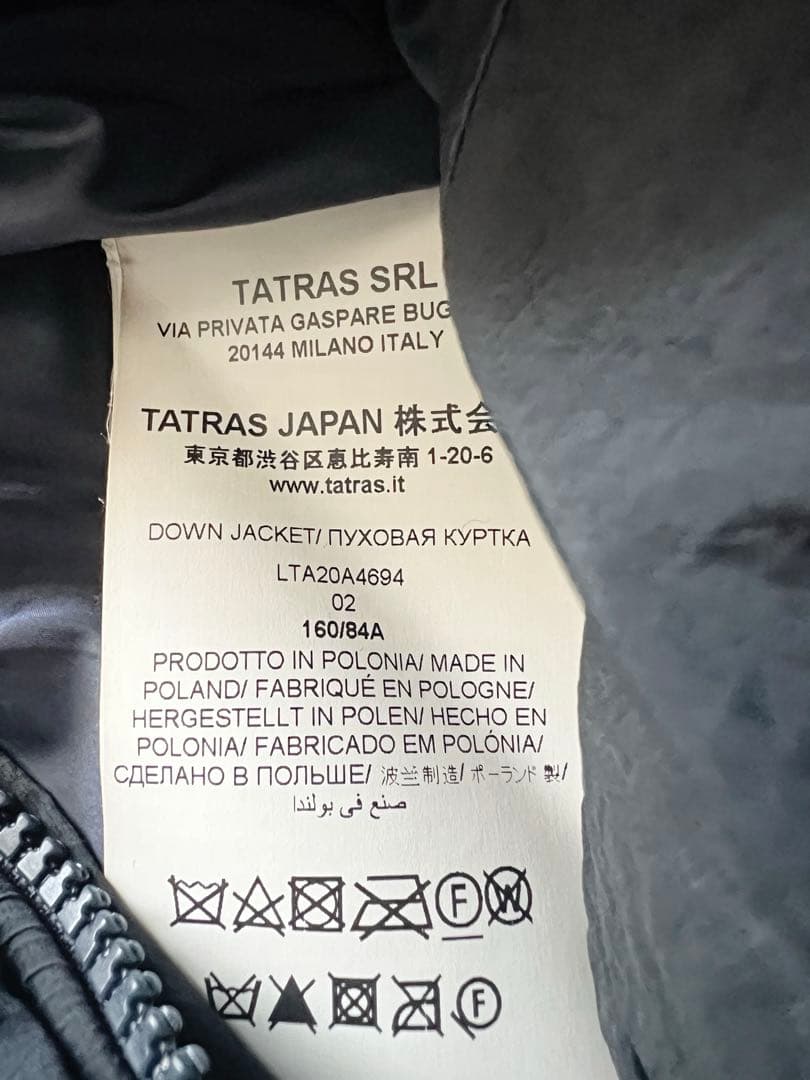 TATRAS SRL
VIA PRIVATA GASPARE BUG
20144 MILANO ITALY
TATRAS JAPAN 株式会
東京都渋谷区恵比寿南 1-20-6
www.tatras.it
DOWN JACKET/ ПУХОВАЯ КУРТКА
LTA20A4694
02
160/84A
PRODOTTO IN POLONIA/ MADE IN
POLAND/ FABRIQUÉ EN POLOGNE/
HERGESTELLT IN POLEN/ HECHO EN
POLONIA/ FABRICADO EM POLÓNIA/
СДЕЛАНО В ПОЛЬШЕ/ 波兰制造/ ポーランド 製/
صنع في بولندا
F W
F